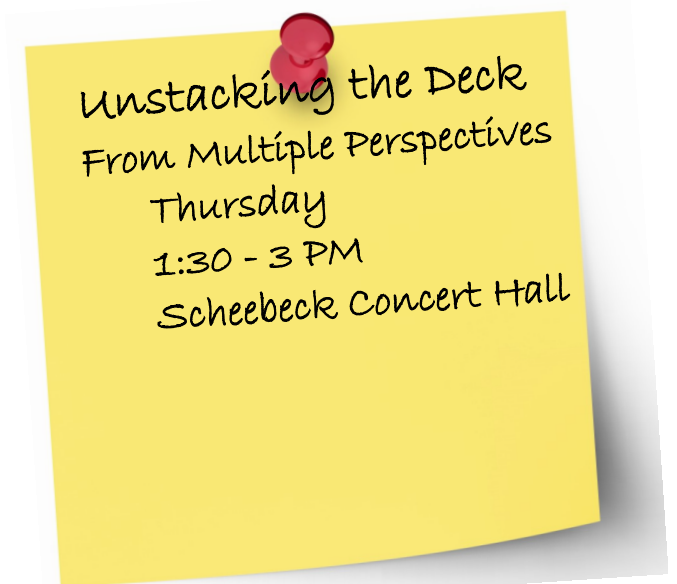 Unstacking the Deck
From Multiple Perspectives
Thursday
1:30 - 3 PM
Scheebeck Concert Hall